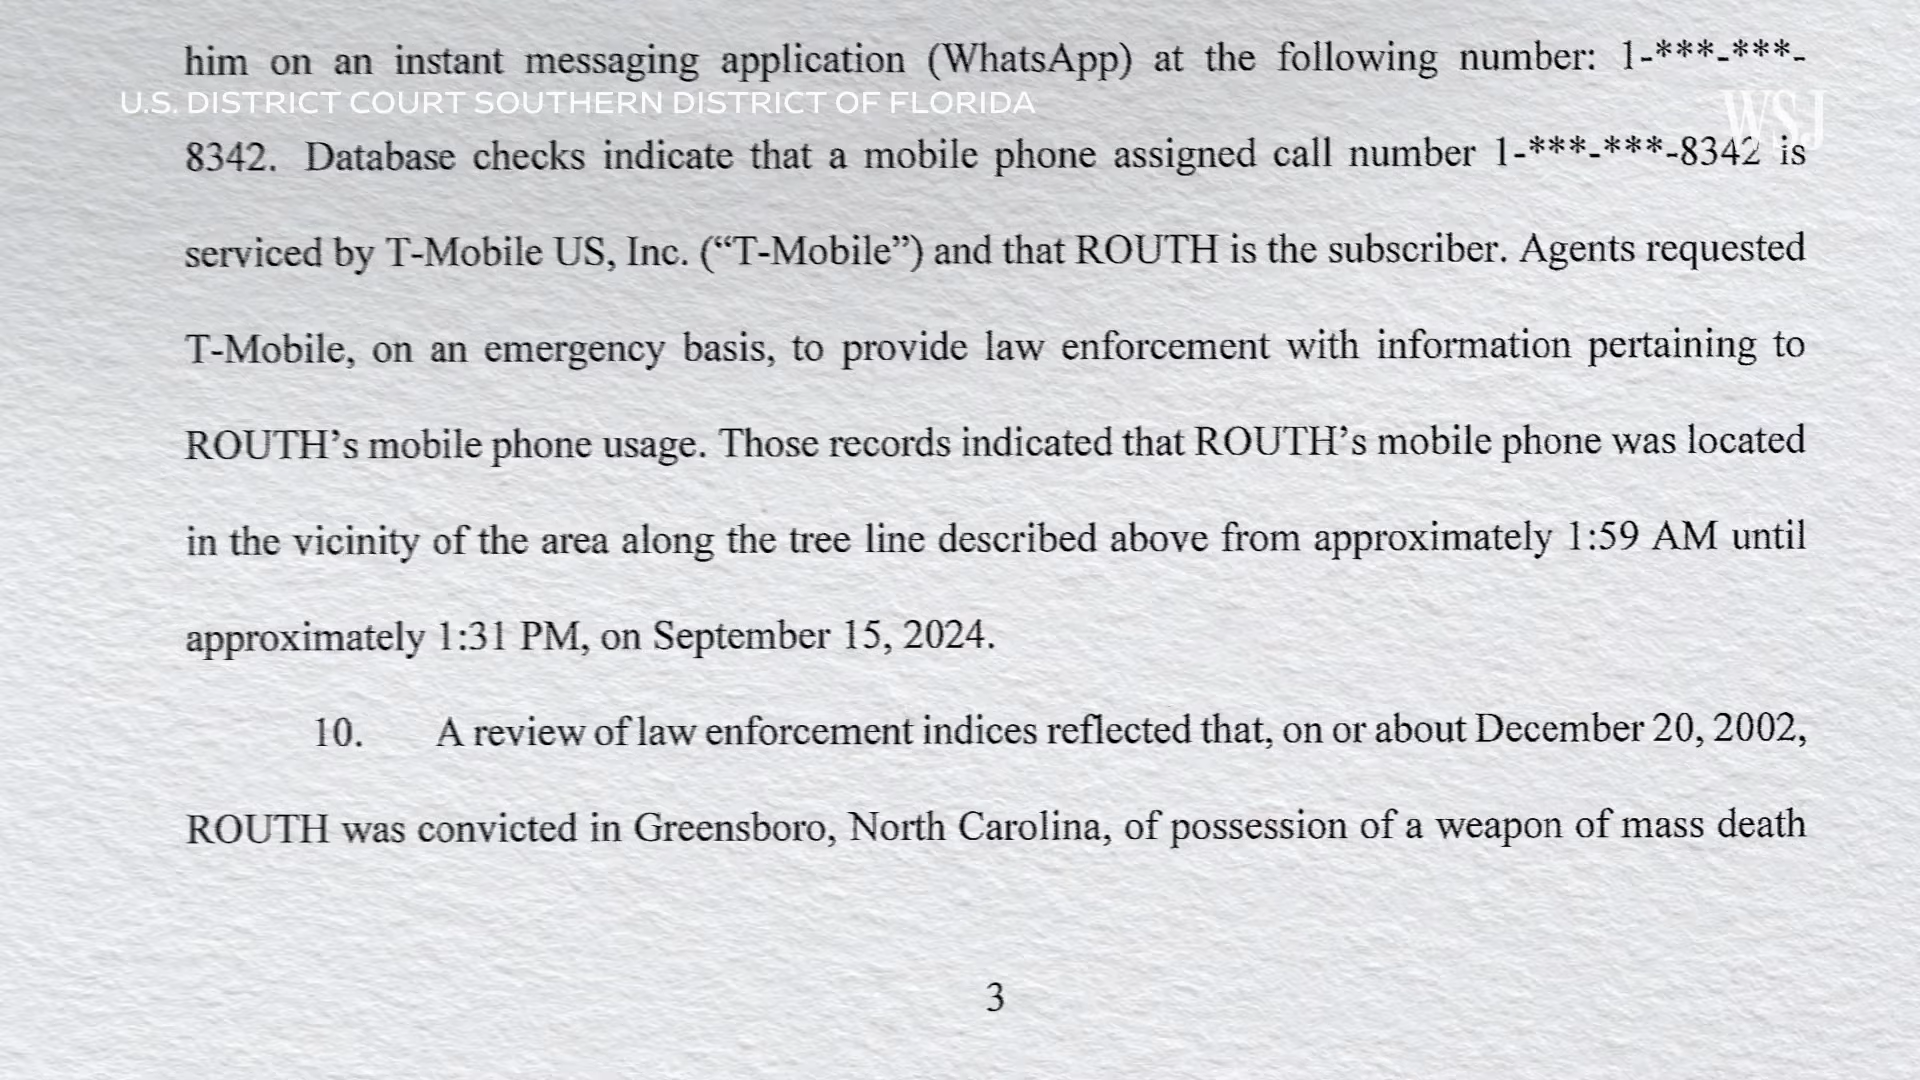 him on an instant messaging application (WhatsApp) at the following number: 1-***-***-
U.S. DISTRICT COURT SOUTHERN DISTRICT OF FLORIDA
WSJ
8342. Database checks indicate that a mobile phone assigned call number 1-***-***-8342 is
serviced by T-Mobile US, Inc. (“T-Mobile”) and that ROUTH is the subscriber. Agents requested
T-Mobile, on an emergency basis, to provide law enforcement with information pertaining to
ROUTH’s mobile phone usage. Those records indicated that ROUTH’s mobile phone was located
in the vicinity of the area along the tree line described above from approximately 1:59 AM until
approximately 1:31 PM, on September 15, 2024.
10. A review of law enforcement indices reflected that, on or about December 20, 2002,
ROUTH was convicted in Greensboro, North Carolina, of possession of a weapon of mass death
3